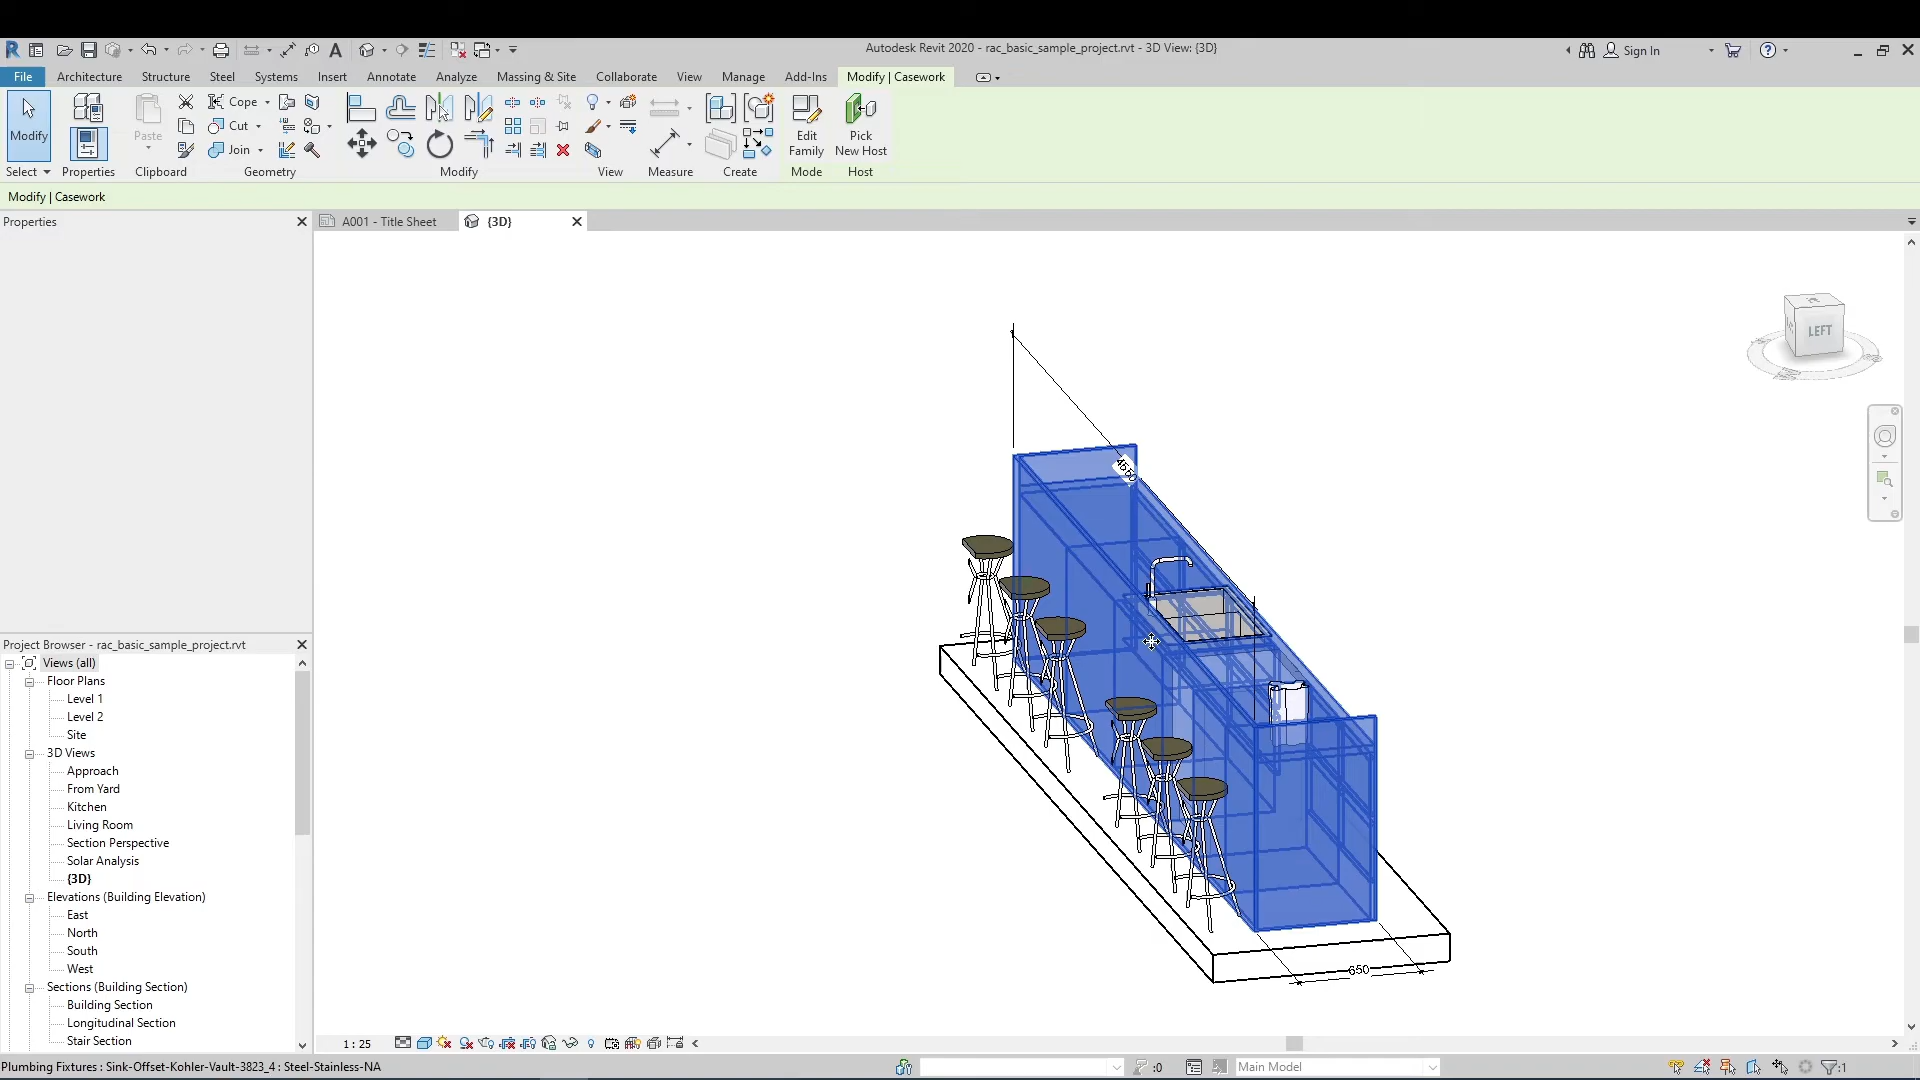 Autodesk Revit 2020 - rac_basic_sample_project.rvt - 3D View: {3D}
Sign In
File Architecture Structure Steel Systems Insert Annotate Analyze Massing & Site Collaborate View Manage Add-Ins Modify | Casework
Modify
Paste
Cope
Cut
Join
Edit Family
Pick New Host
Select Properties Clipboard Geometry Modify View Measure Create Mode Host
Modify | Casework
Properties
A001 - Title Sheet
{3D}
LEFT
4550
650
Project Browser - rac_basic_sample_project.rvt
Views (all)
Floor Plans
Level 1
Level 2
Site
3D Views
Approach
From Yard
Kitchen
Living Room
Section Perspective
Solar Analysis
{3D}
Elevations (Building Elevation)
East
North
South
West
Sections (Building Section)
Building Section
Longitudinal Section
Stair Section
1 : 25
Plumbing Fixtures : Sink-Offset-Kohler-Vault-3823_4 : Steel-Stainless-NA
:0
Main Model
:1